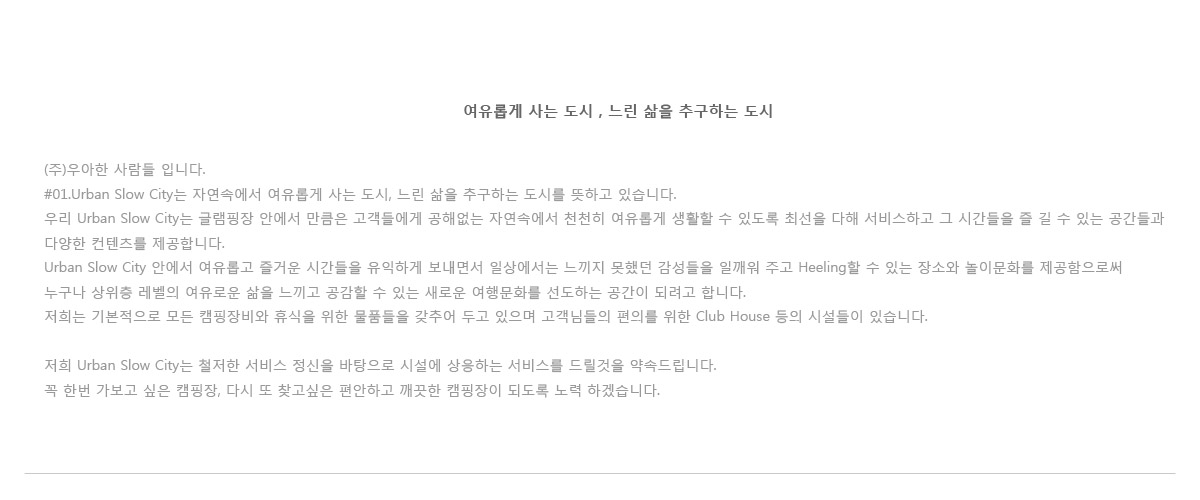 여유롭게 사는 도시 , 느린 삶을 추구하는 도시
(주)우아한 사람들 입니다.
#01.Urban Slow City는 자연속에서 여유롭게 사는 도시, 느린 삶을 추구하는 도시를 뜻하고 있습니다.
우리 Urban Slow City는 글램핑장 안에서 만큼은 고객들에게 공해없는 자연속에서 천천히 여유롭게 생활할 수 있도록 최선을 다해 서비스하고 그 시간들을 즐 길 수 있는 공간들과
다양한 컨텐츠를 제공합니다.
Urban Slow City 안에서 여유롭고 즐거운 시간들을 유익하게 보내면서 일상에서는 느끼지 못했던 감성들을 일깨워 주고 Heeling할 수 있는 장소와 놀이문화를 제공함으로써
누구나 상위층 레벨의 여유로운 삶을 느끼고 공감할 수 있는 새로운 여행문화를 선도하는 공간이 되려고 합니다.
저희는 기본적으로 모든 캠핑장비와 휴식을 위한 물품들을 갖추어 두고 있으며 고객님들의 편의를 위한 Club House 등의 시설들이 있습니다.
저희 Urban Slow City는 철저한 서비스 정신을 바탕으로 시설에 상응하는 서비스를 드릴것을 약속드립니다.
꼭 한번 가보고 싶은 캠핑장, 다시 또 찾고싶은 편안하고 깨끗한 캠핑장이 되도록 노력 하겠습니다.